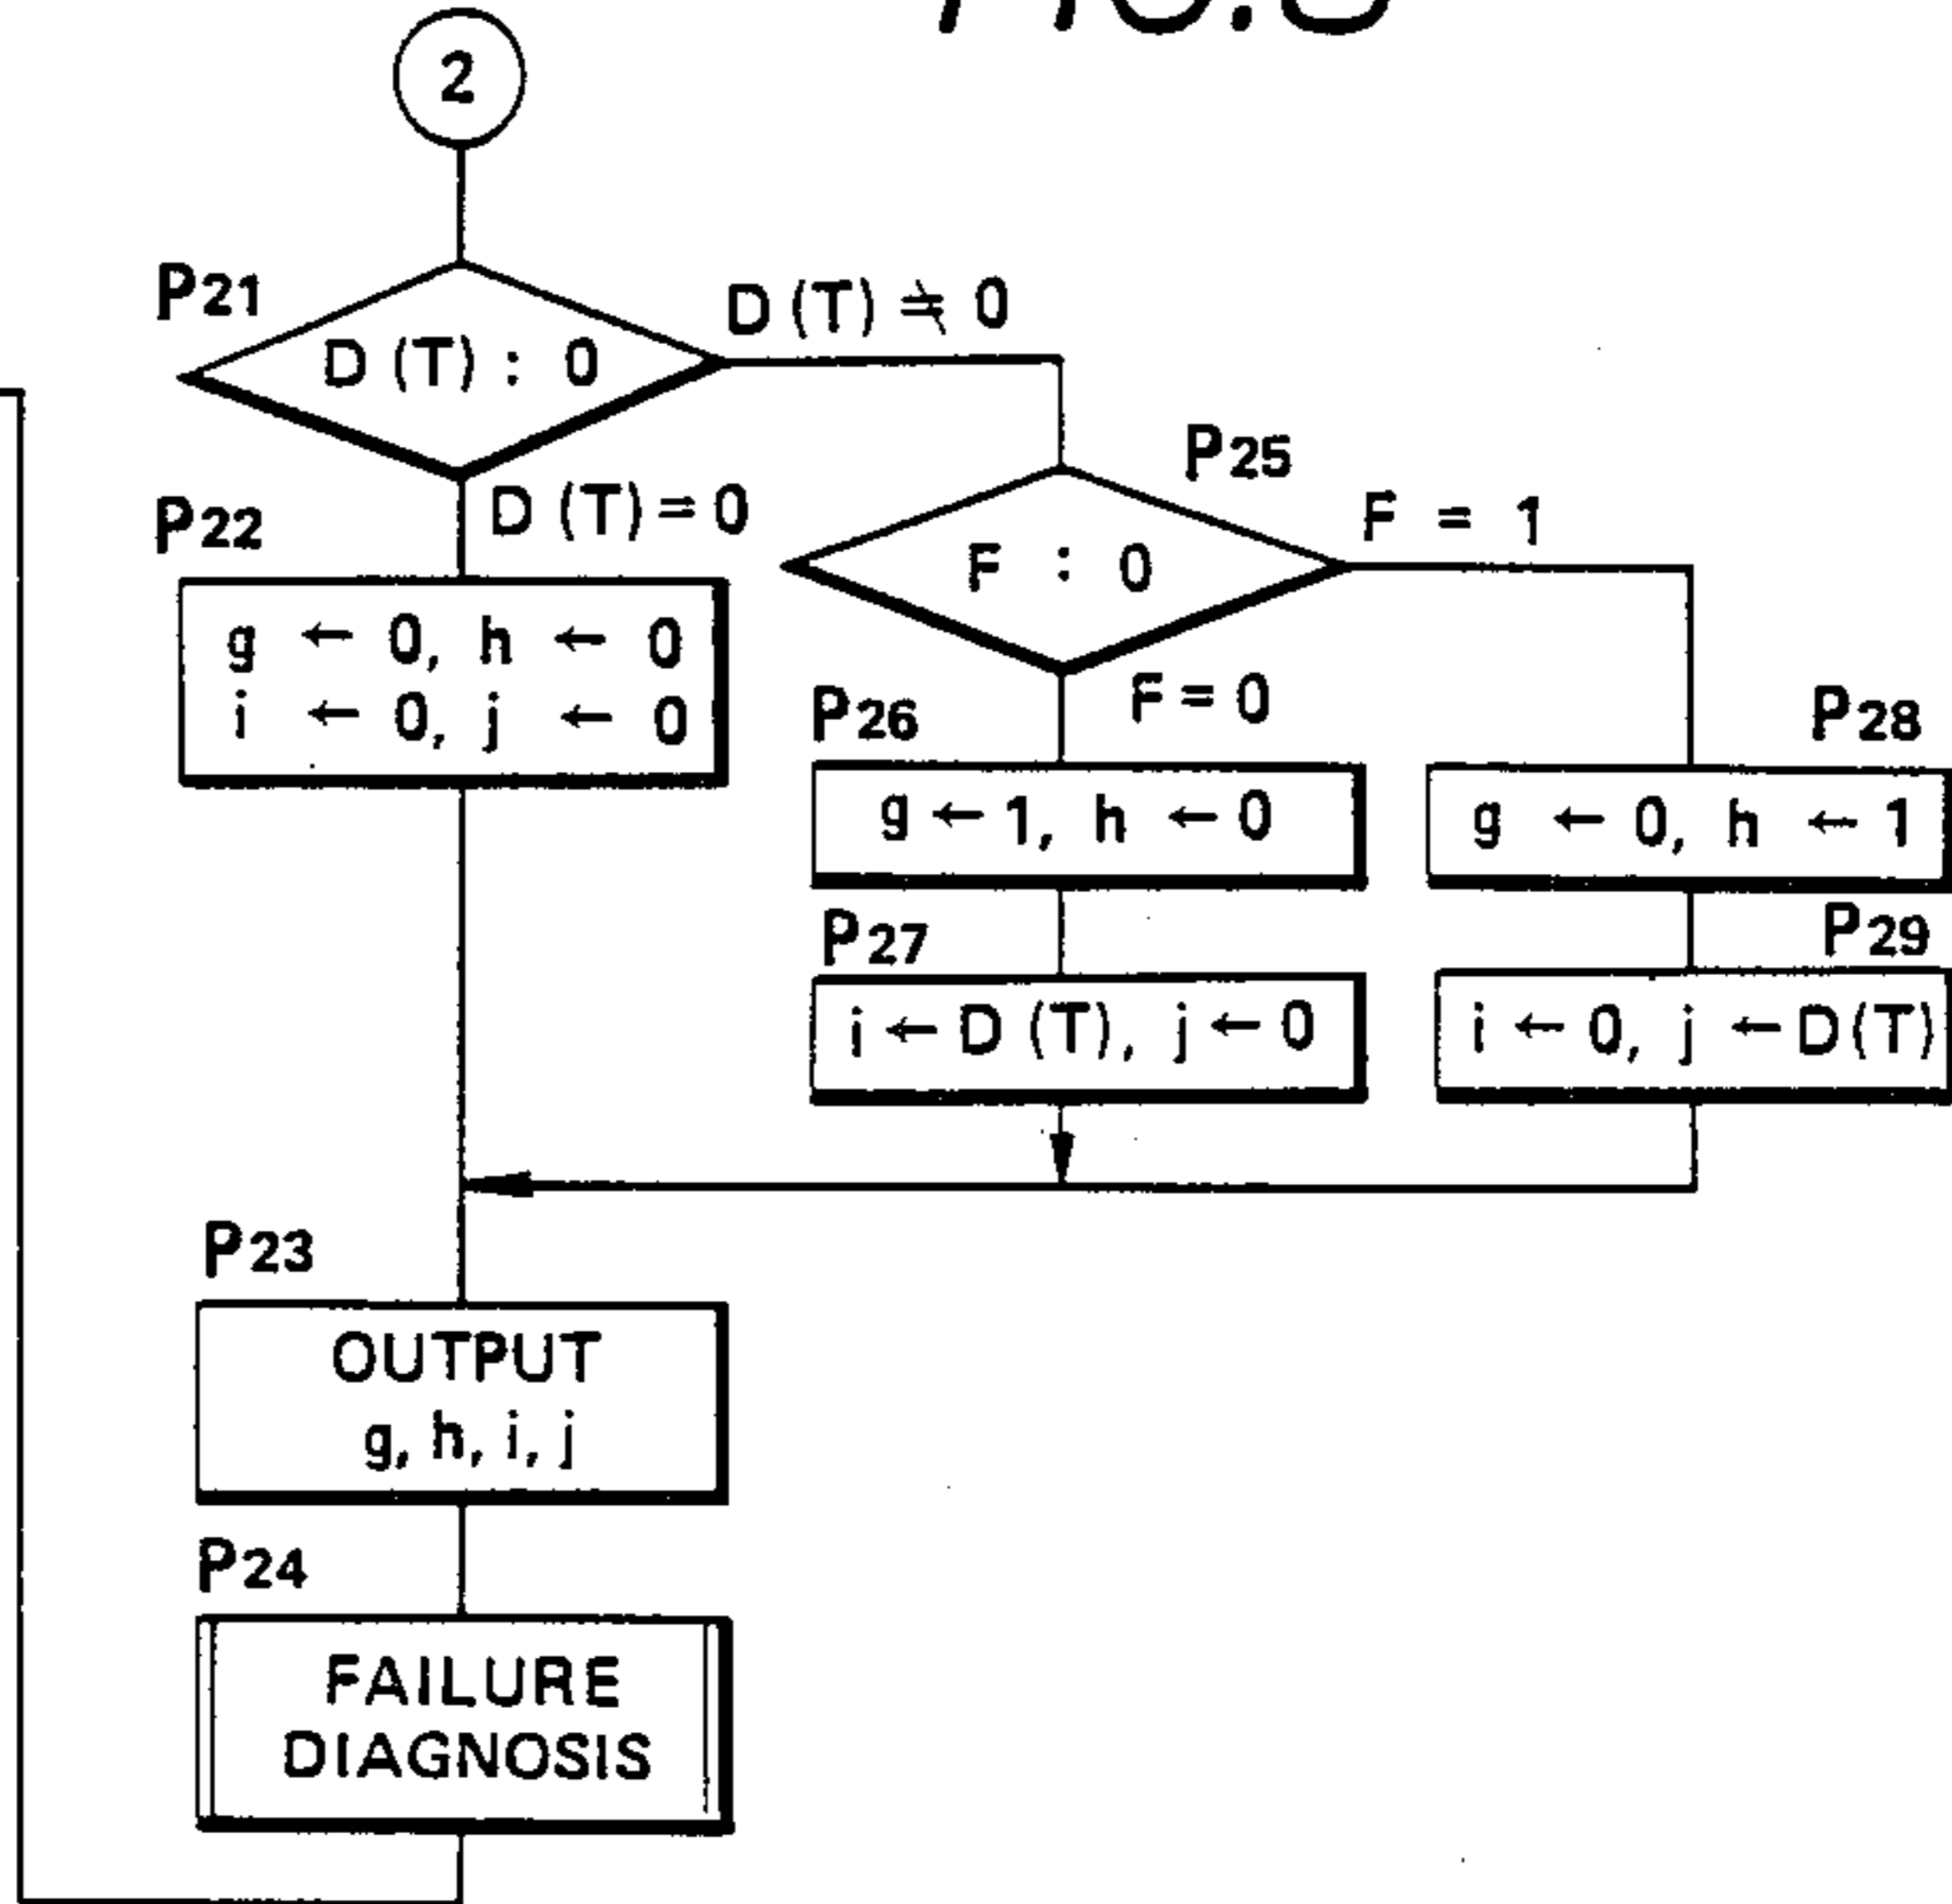 2
P21
D (T) : 0
D (T) ≠ 0
P22
D (T) = 0
g ← 0, h ← 0
i ← 0, j ← 0
P25
F : 0
F = 1
F = 0
P26
g ← 1, h ← 0
P28
g ← 0, h ← 1
P27
i ← D (T), j ← 0
P29
i ← 0, j ← D(T)
P23
OUTPUT
g, h, i, j
P24
FAILURE
DIAGNOSIS